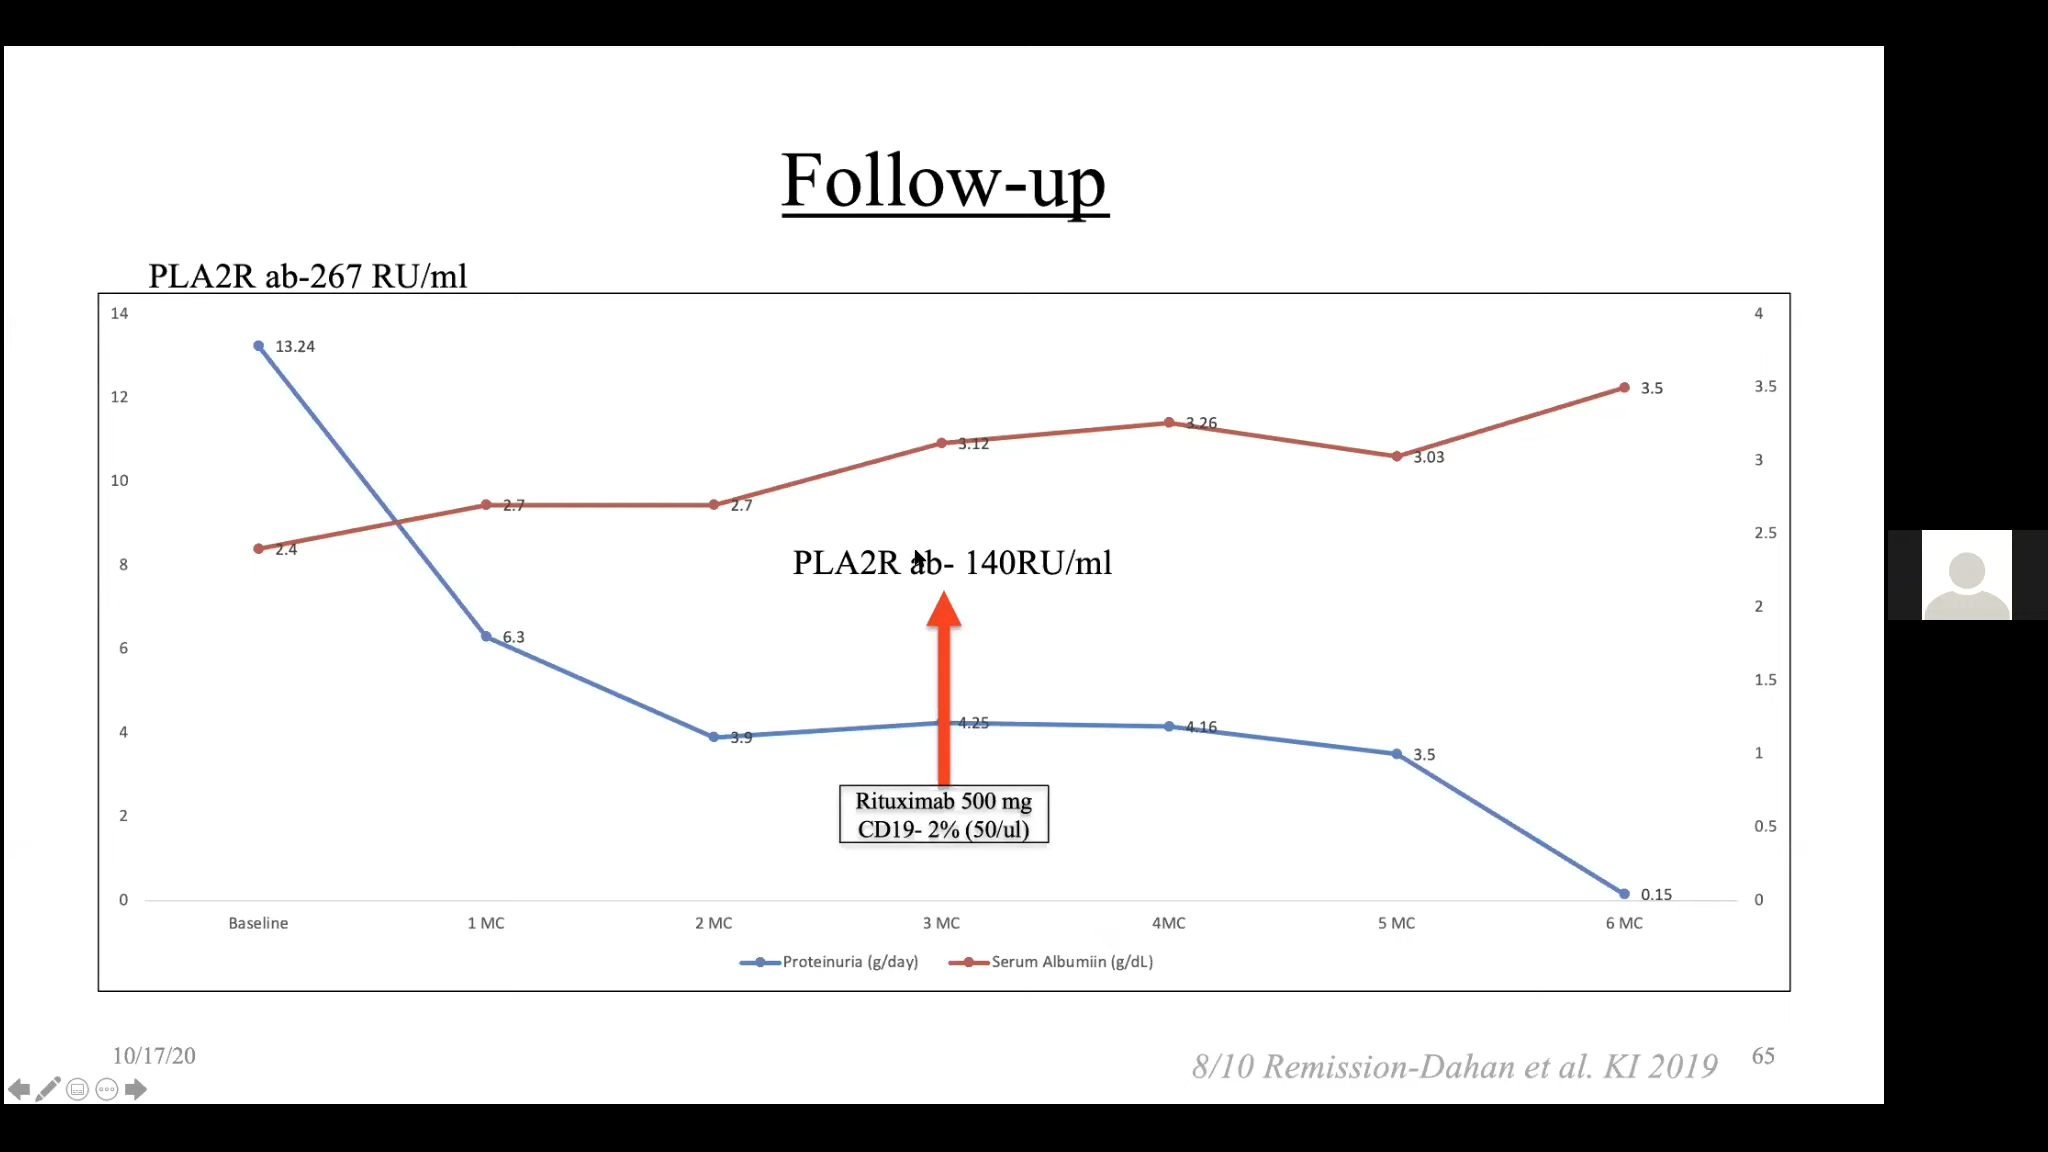 Follow-up
PLA2R ab-267 RU/ml
14
12
10
8
6
4
2
0
4
3.5
3
2.5
2
1.5
1
0.5
0
13.24
6.3
3.9
4.25
4.16
3.5
0.15
2.4
2.7
2.7
3.12
3.26
3.03
3.5
PLA2R ab- 140RU/ml
Rituximab 500 mg
CD19- 2% (50/ul)
Baseline
1 MC
2 MC
3 MC
4MC
5 MC
6 MC
Proteinuria (g/day)
Serum Albumiin (g/dL)
10/17/20
8/10 Remission-Dahan et al. KI 2019
65